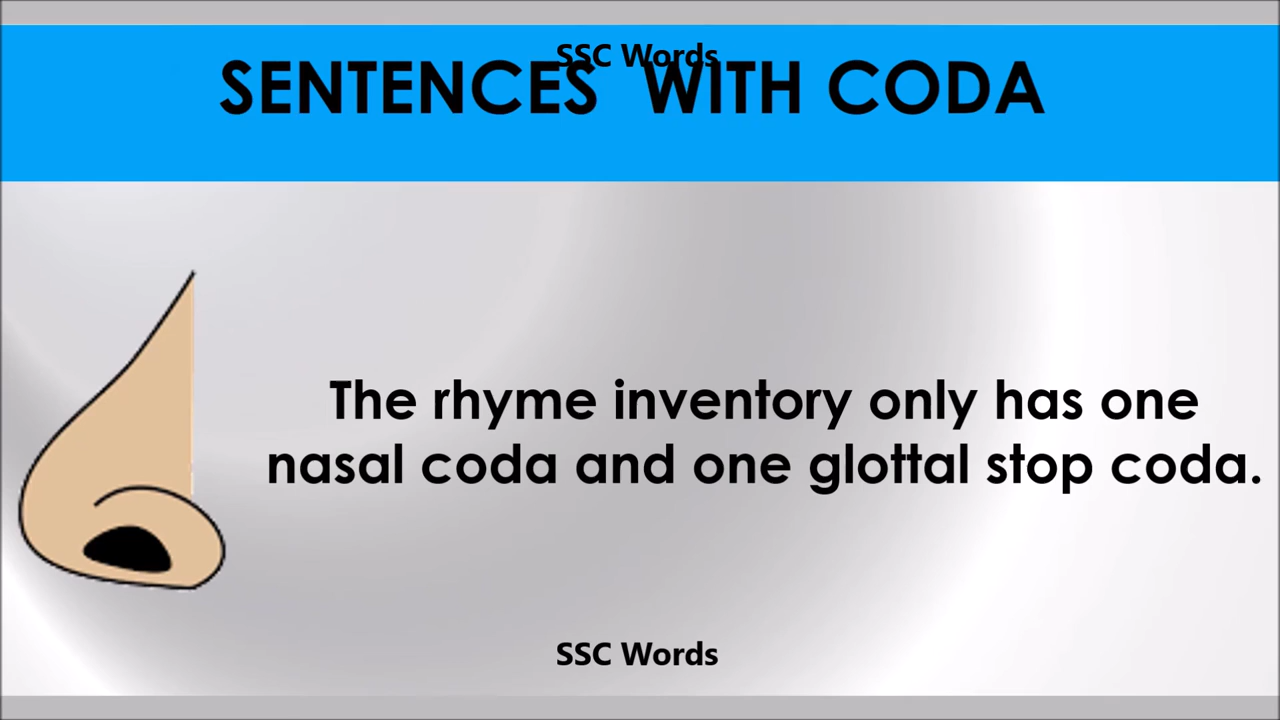 SSC Words
SENTENCES WITH CODA
The rhyme inventory only has one
nasal coda and one glottal stop coda.
SSC Words